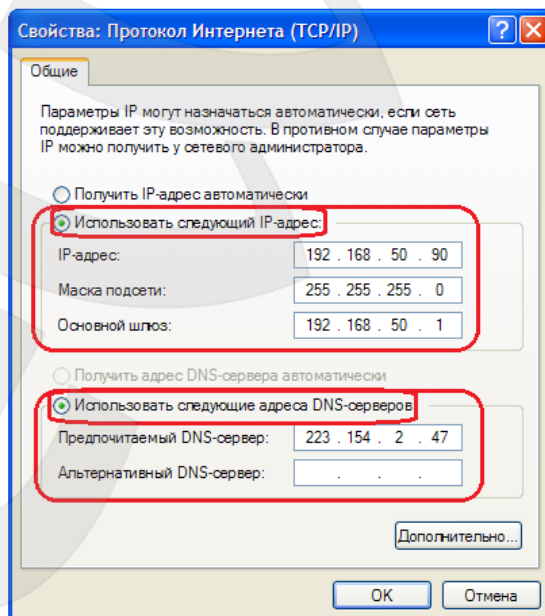 Свойства: Протокол Интернета (TCP/IP)
Общие
Параметры IP могут назначаться автоматически, если сеть
поддерживает эту возможность. В противном случае параметры
IP можно получить у сетевого администратора.
Получить IP-адрес автоматически
Использовать следующий IP-адрес:
IP-адрес: 192 . 168 . 50 . 90
Маска подсети: 255 . 255 . 255 . 0
Основной шлюз: 192 . 168 . 50 . 1
Получить адрес DNS-сервера автоматически
Использовать следующие адреса DNS-серверов
Предпочитаемый DNS-сервер: 223 . 154 . 2 . 47
Альтернативный DNS-сервер: . . .
Дополнительно...
OK Отмена